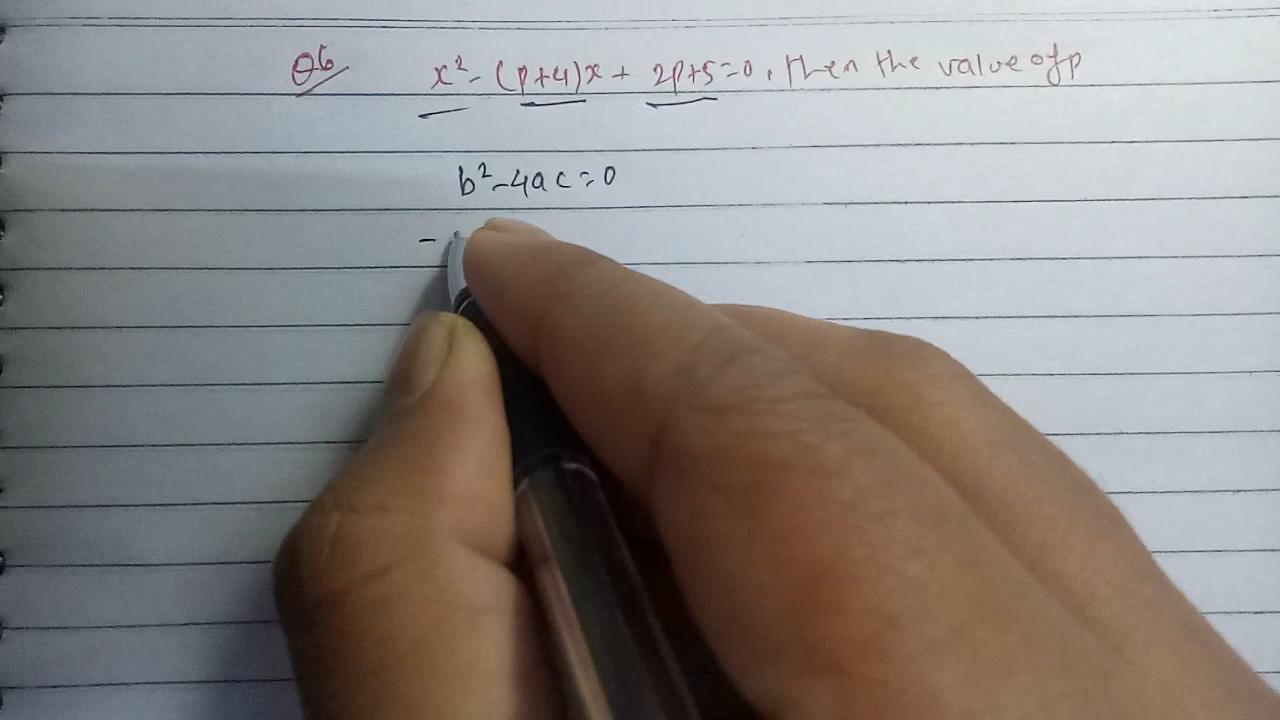 Q6 x² - (p+4)x + 2p+5=0, then the value of p
b²-4ac=0
-